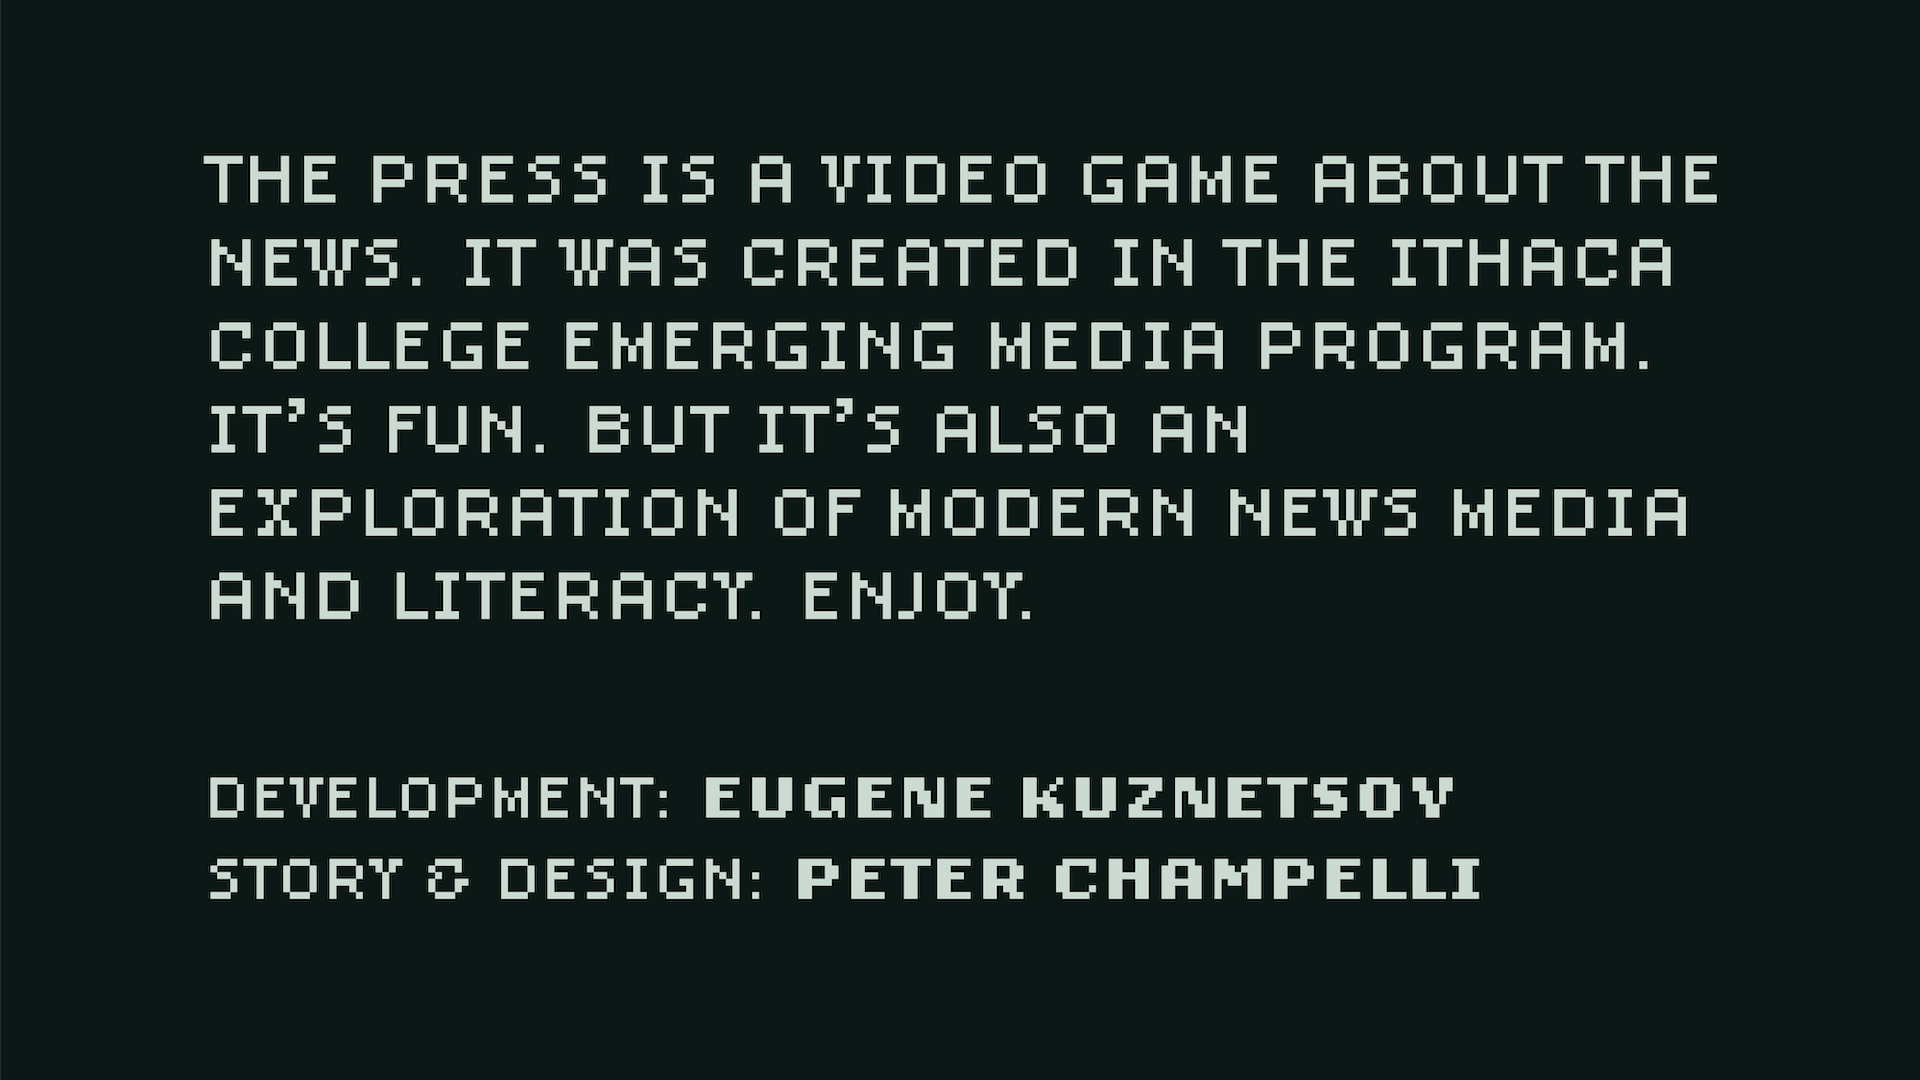 THE PRESS IS A VIDEO GAME ABOUT THE
NEWS. IT WAS CREATED IN THE ITHACA
COLLEGE EMERGING MEDIA PROGRAM.
IT’S FUN. BUT IT’S ALSO AN
EXPLORATION OF MODERN NEWS MEDIA
AND LITERACY. ENJOY.
DEVELOPMENT: EUGENE KUZNETSOV
STORY & DESIGN: PETER CHAMPELLI